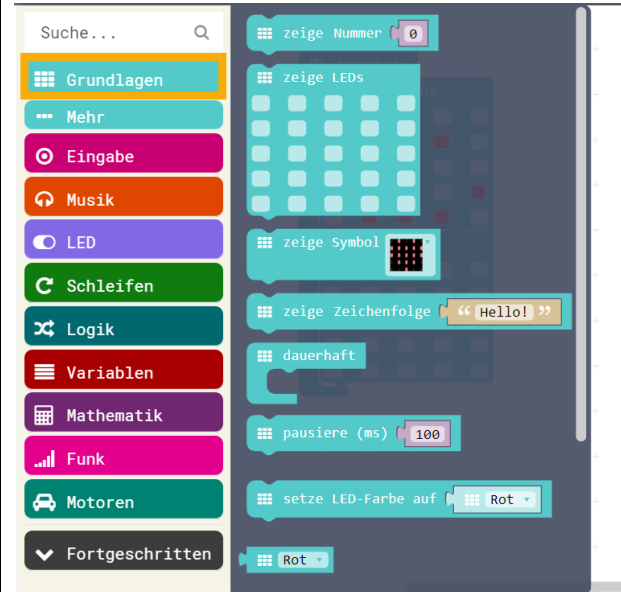 Suche...
Grundlagen
Mehr
Eingabe
Musik
LED
Schleifen
Logik
Variablen
Mathematik
Funk
Motoren
Fortgeschritten
zeige Nummer 0
zeige LEDs
zeige Symbol
zeige Zeichenfolge “ Hello! ”
dauerhaft
pausiere (ms) 100
setze LED-Farbe auf Rot
Rot